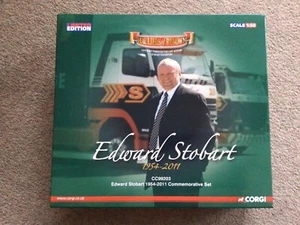 LIMITED
EDITION
SCALE 1:50
S
Edward Stobart
1954-2011
CC99203
Edward Stobart 1954-2011 Commemorative Set
www.corgi.co.uk
CORGI